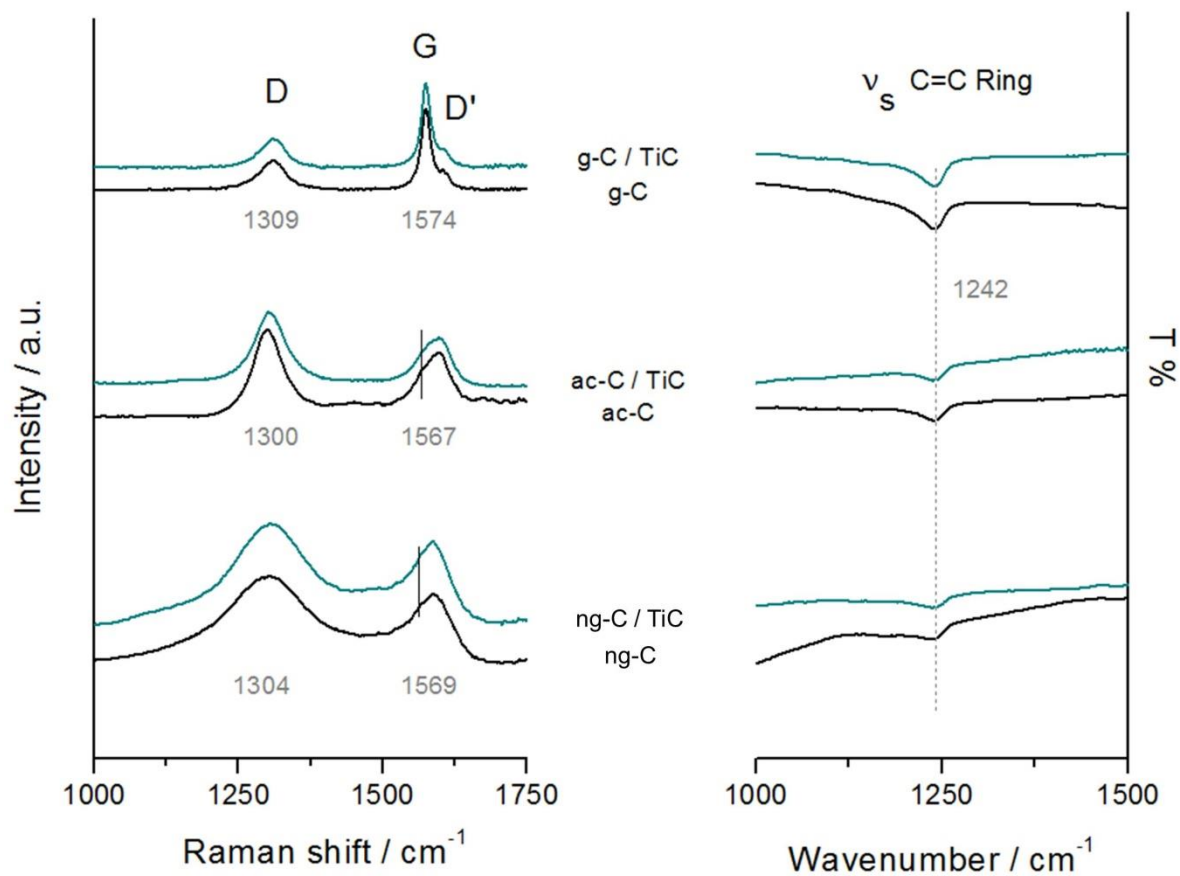 G
D
D'
ν_s C=C Ring
g-C / TiC
g-C
1309
1574
1242
ac-C / TiC
ac-C
1300
1567
ng-C / TiC
ng-C
1304
1569
Intensity / a.u.
T %
1000 1250 1500 1750
1000 1250 1500
Raman shift / cm⁻¹
Wavenumber / cm⁻¹